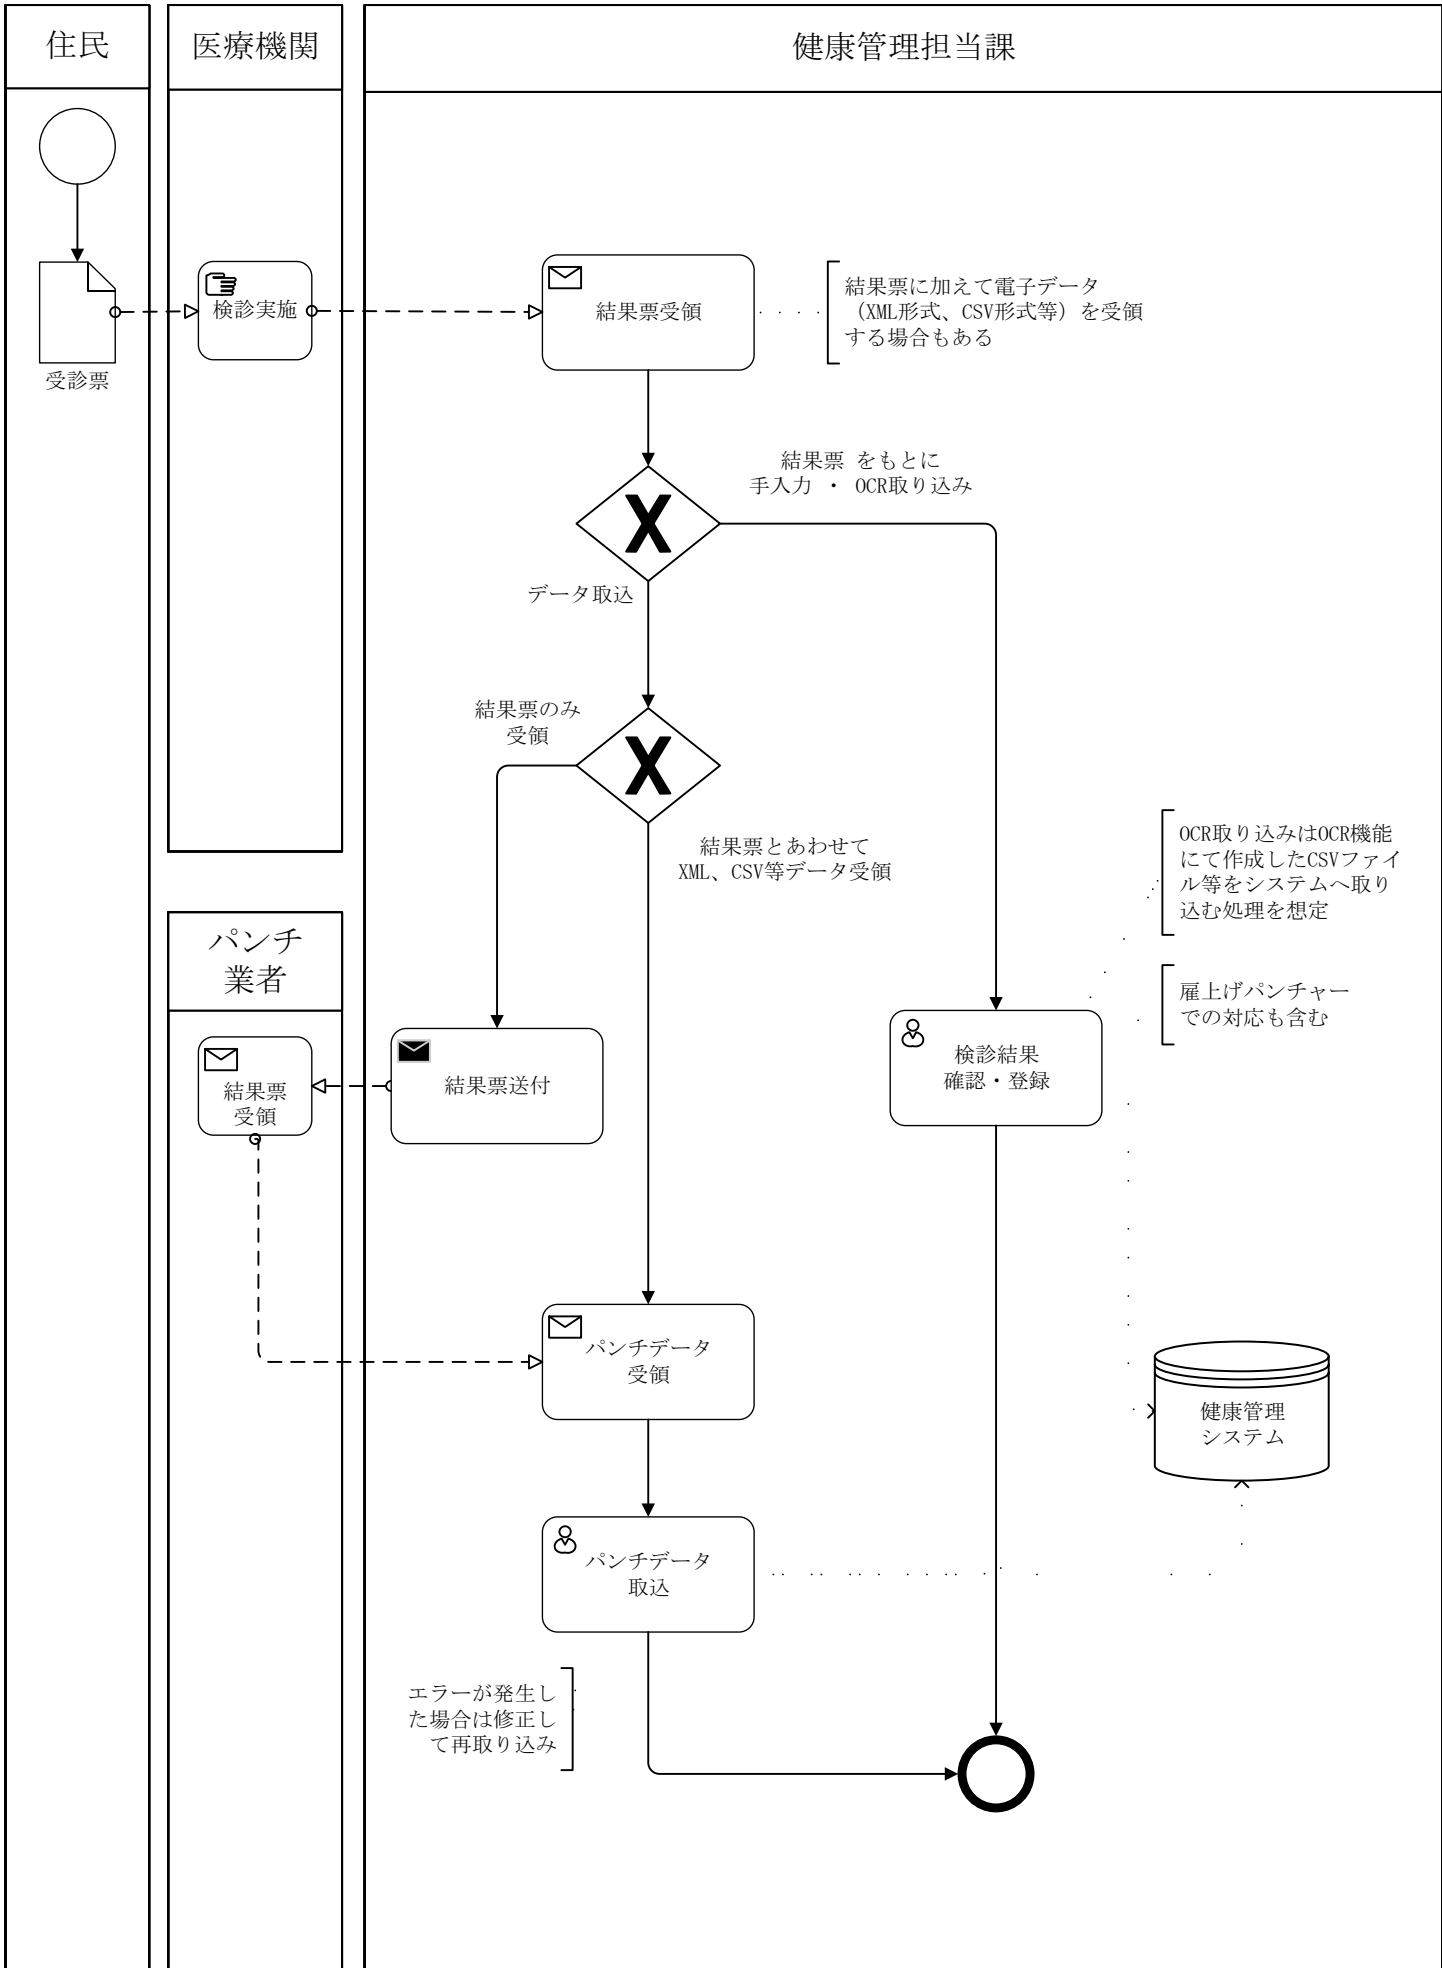 住民
医療機関
健康管理担当課
検診実施
受診票
結果票受領
結果票に加えて電子データ
（XML形式、CSV形式等）を受領
する場合もある
結果票 をもとに
手入力 ・ OCR取り込み
データ取込
結果票のみ
受領
結果票とあわせて
XML、CSV等データ受領
OCR取り込みはOCR機能
にて作成したCSVファイ
ル等をシステムへ取り
込む処理を想定
パンチ
業者
雇上げパンチャー
での対応も含む
結果票
受領
結果票送付
検診結果
確認・登録
パンチデータ
受領
健康管理
システム
パンチデータ
取込
エラーが発生し
た場合は修正し
て再取り込み